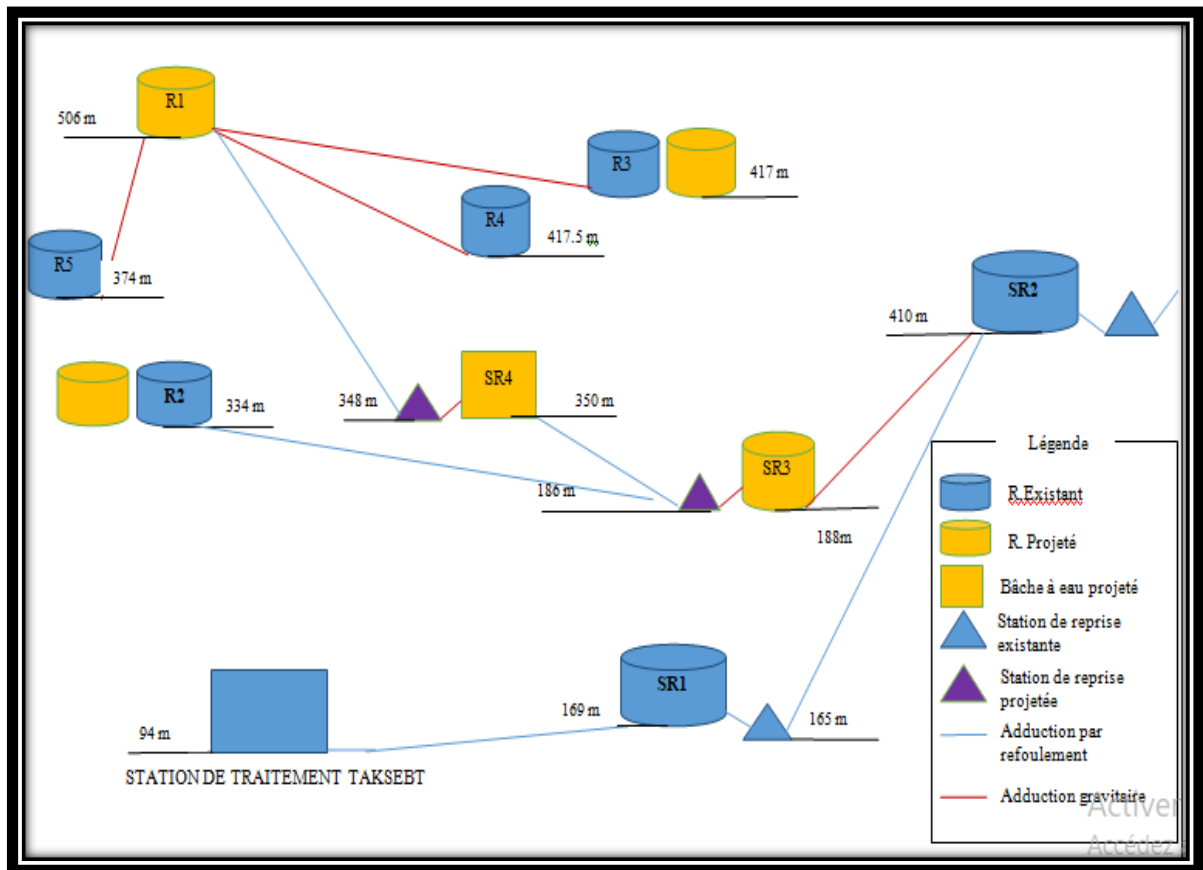 R1
506 m
R3
417 m
R4
417.5 m
R5
374 m
SR2
410 m
R2
334 m
348 m
SR4
350 m
SR3
186 m
188m
SR1
169 m
165 m
94 m
STATION DE TRAITEMENT TAKSEBT
Légende
R.Existant
R. Projeté
Bâche à eau projeté
Station de reprise
existante
Station de reprise
projetée
Adduction par
refoulement
Adduction gravitaire
Activer
Accédez